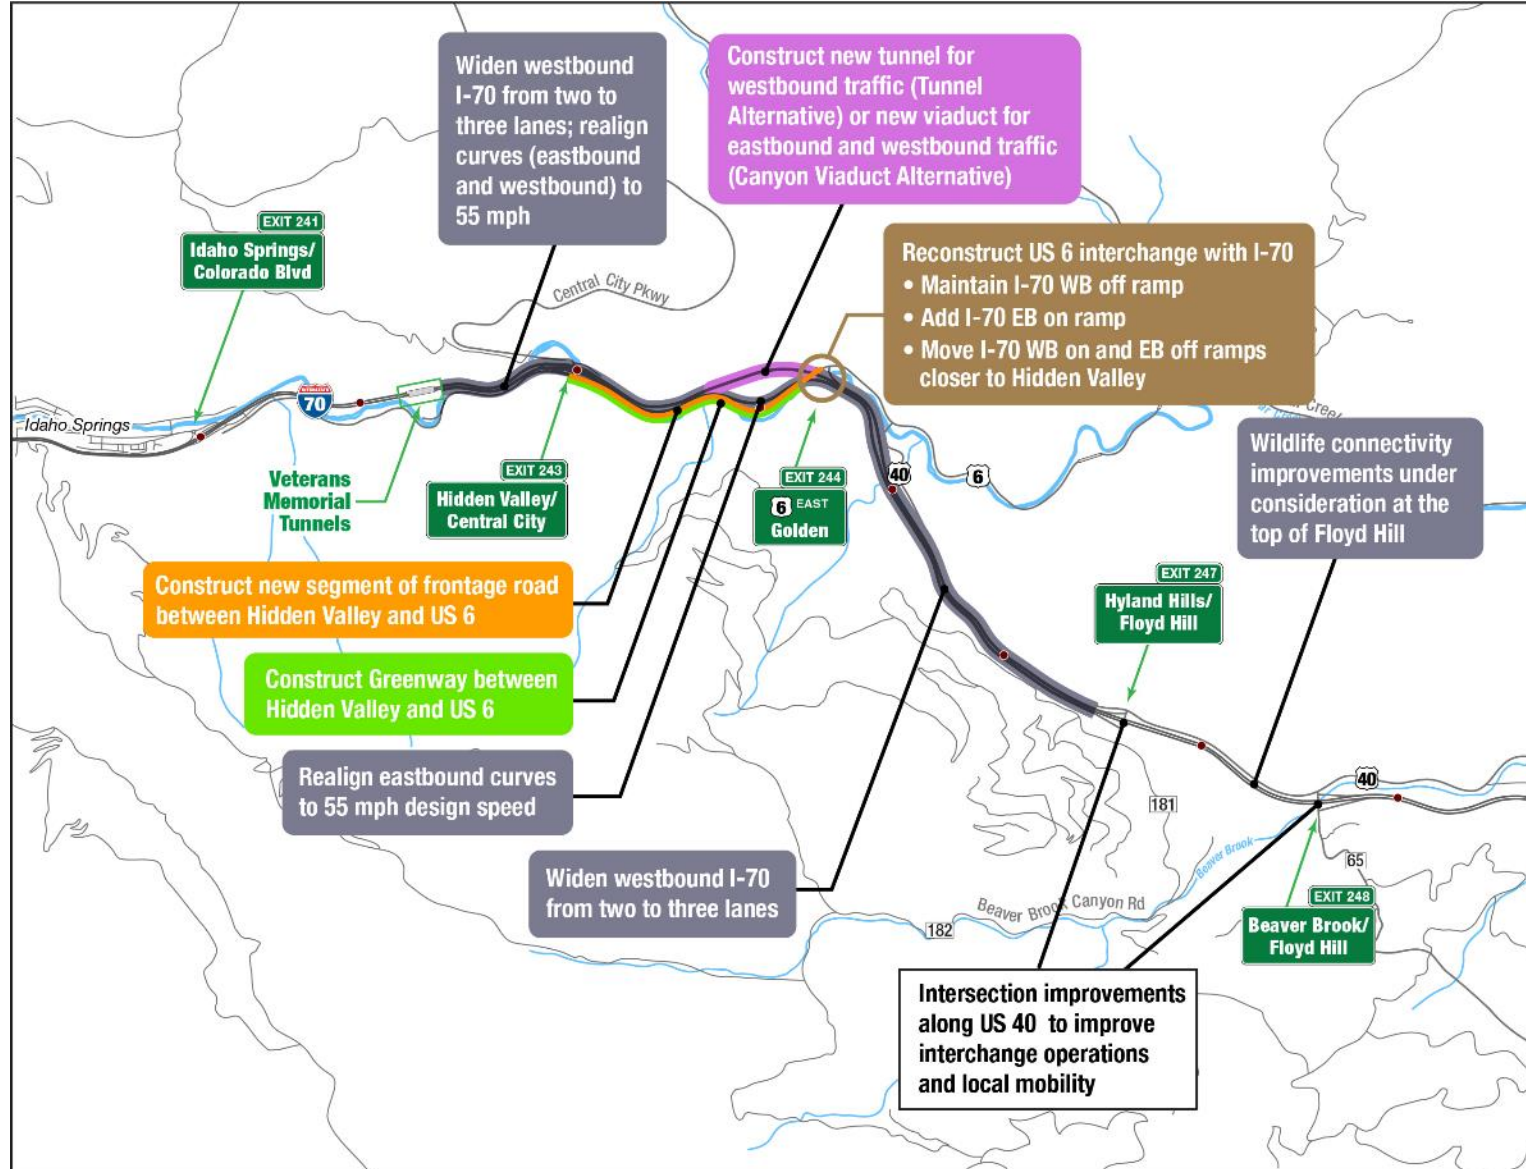 Widen westbound
I-70 from two to
three lanes; realign
curves (eastbound
and westbound) to
55 mph
Construct new tunnel for
westbound traffic (Tunnel
Alternative) or new viaduct for
eastbound and westbound traffic
(Canyon Viaduct Alternative)
EXIT 241
Idaho Springs/
Colorado Blvd
Central City Pkwy
Reconstruct US 6 interchange with I-70
• Maintain I-70 WB off ramp
• Add I-70 EB on ramp
• Move I-70 WB on and EB off ramps
closer to Hidden Valley
70
Idaho Springs
Veterans
Memorial
Tunnels
EXIT 243
Hidden Valley/
Central City
EXIT 244
6 EAST
Golden
40
6
Wildlife connectivity
improvements under
consideration at the
top of Floyd Hill
Construct new segment of frontage road
between Hidden Valley and US 6
EXIT 247
Hyland Hills/
Floyd Hill
Construct Greenway between
Hidden Valley and US 6
Realign eastbound curves
to 55 mph design speed
40
181
Beaver Brook
65
Widen westbound I-70
from two to three lanes
Beaver Brook Canyon Rd
182
EXIT 248
Beaver Brook/
Floyd Hill
Intersection improvements
along US 40 to improve
interchange operations
and local mobility